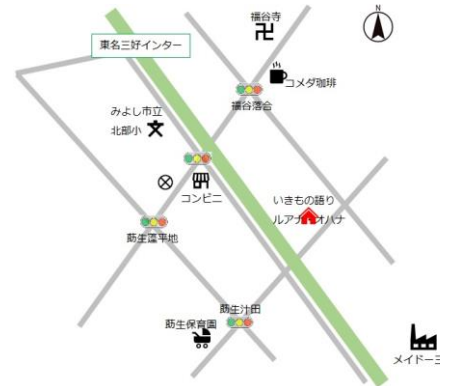 福谷寺
N
東名三好インター
コメダ珈琲
福谷落合
みよし市立
北部小
コンビニ
いきもの語り
ルアナ オハナ
莇生蓬平地
莇生汁田
莇生保育園
メイドー三